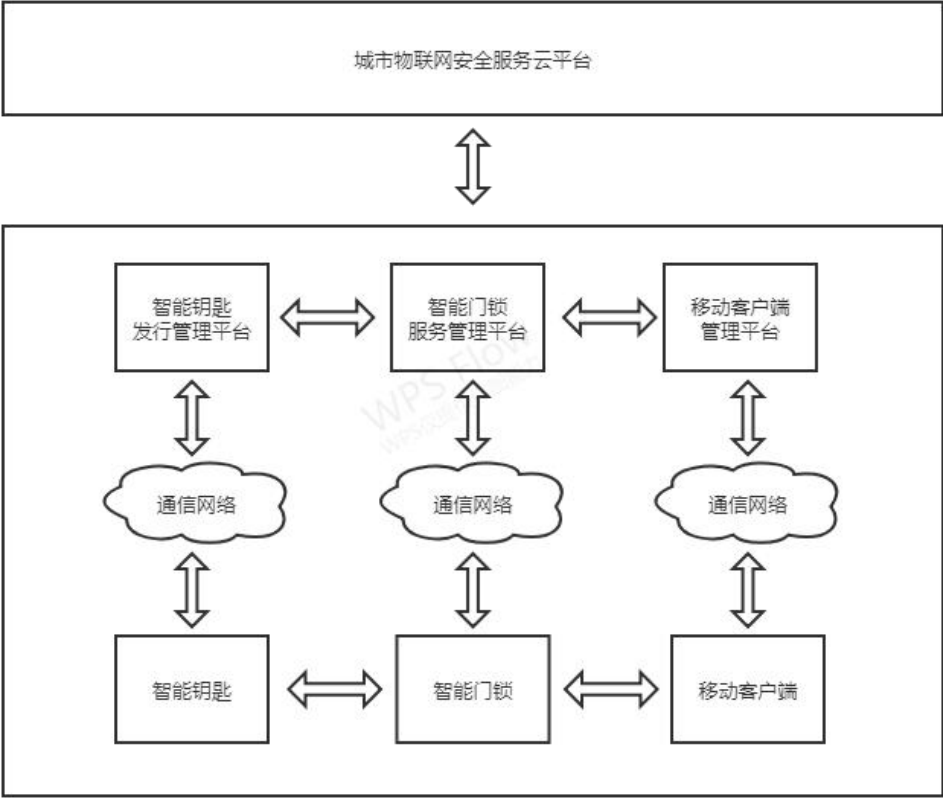 城市物联网安全服务云平台
智能钥匙
发行管理平台
智能门锁
服务管理平台
移动客户端
管理平台
WPS Flow
通信网络
通信网络
通信网络
智能钥匙
智能门锁
移动客户端